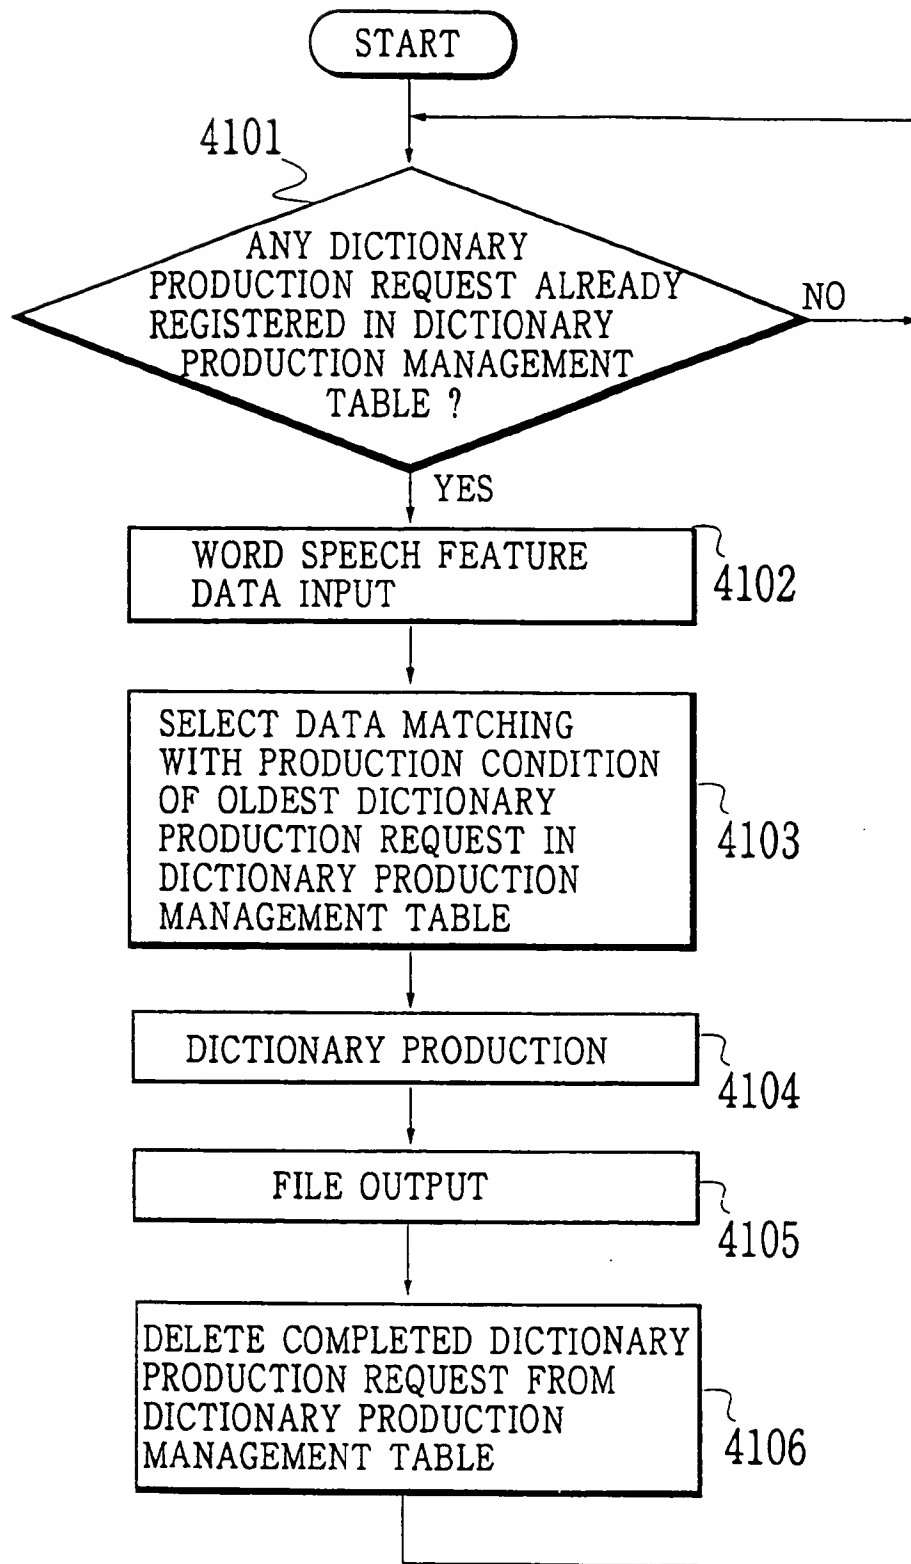 START
4101
ANY DICTIONARY
PRODUCTION REQUEST ALREADY
REGISTERED IN DICTIONARY
PRODUCTION MANAGEMENT
TABLE ?
NO
YES
WORD SPEECH FEATURE
DATA INPUT
4102
SELECT DATA MATCHING
WITH PRODUCTION CONDITION
OF OLDEST DICTIONARY
PRODUCTION REQUEST IN
DICTIONARY PRODUCTION
MANAGEMENT TABLE
4103
DICTIONARY PRODUCTION
4104
FILE OUTPUT
4105
DELETE COMPLETED DICTIONARY
PRODUCTION REQUEST FROM
DICTIONARY PRODUCTION
MANAGEMENT TABLE
4106